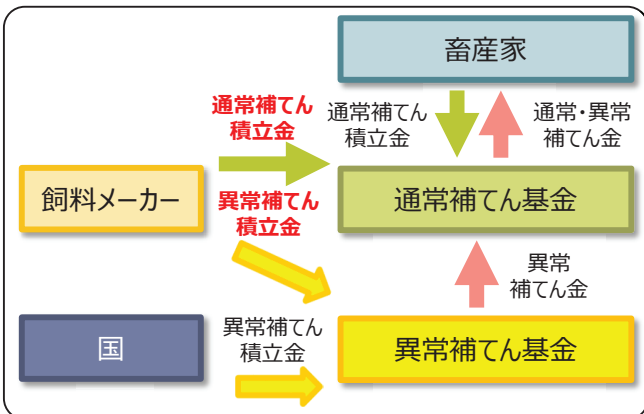 畜産家
通常補てん
積立金
通常補てん
積立金
通常・異常
補てん金
飼料メーカー
異常補てん
積立金
通常補てん基金
異常
補てん金
国
異常補てん
積立金
異常補てん基金